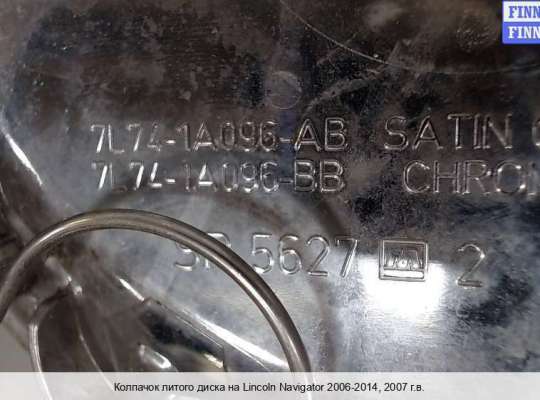 FINN
FINN
7L74-1A096-AB SATIN
7L74-1A096-BB
5627 2
Колпачок литого диска на Lincoln Navigator 2006-2014, 2007 г.в.